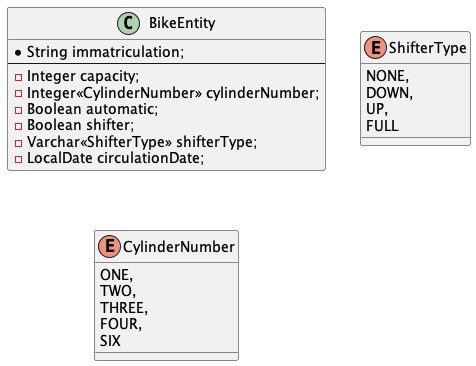 C BikeEntity
* String immatriculation;
Integer capacity;
Integer«CylinderNumber» cylinderNumber;
Boolean automatic;
Boolean shifter;
Varchar«ShifterType» shifterType;
LocalDate circulationDate;
E ShifterType
NONE,
DOWN,
UP,
FULL
E CylinderNumber
ONE,
TWO,
THREE,
FOUR,
SIX